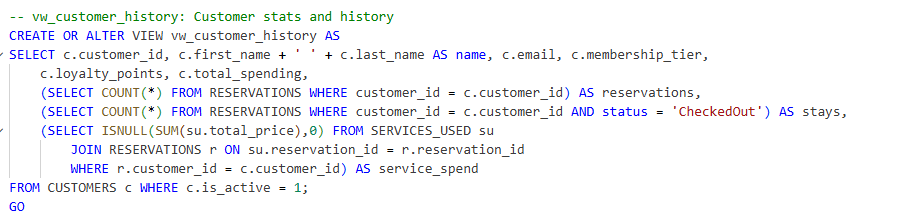 -- vw_customer_history: Customer stats and history
CREATE OR ALTER VIEW vw_customer_history AS
SELECT c.customer_id, c.first_name + ' ' + c.last_name AS name, c.email, c.membership_tier,
    c.loyalty_points, c.total_spending,
    (SELECT COUNT(*) FROM RESERVATIONS WHERE customer_id = c.customer_id) AS reservations,
    (SELECT COUNT(*) FROM RESERVATIONS WHERE customer_id = c.customer_id AND status = 'CheckedOut') AS stays,
    (SELECT ISNULL(SUM(su.total_price),0) FROM SERVICES_USED su
        JOIN RESERVATIONS r ON su.reservation_id = r.reservation_id
        WHERE r.customer_id = c.customer_id) AS service_spend
FROM CUSTOMERS c WHERE c.is_active = 1;
GO